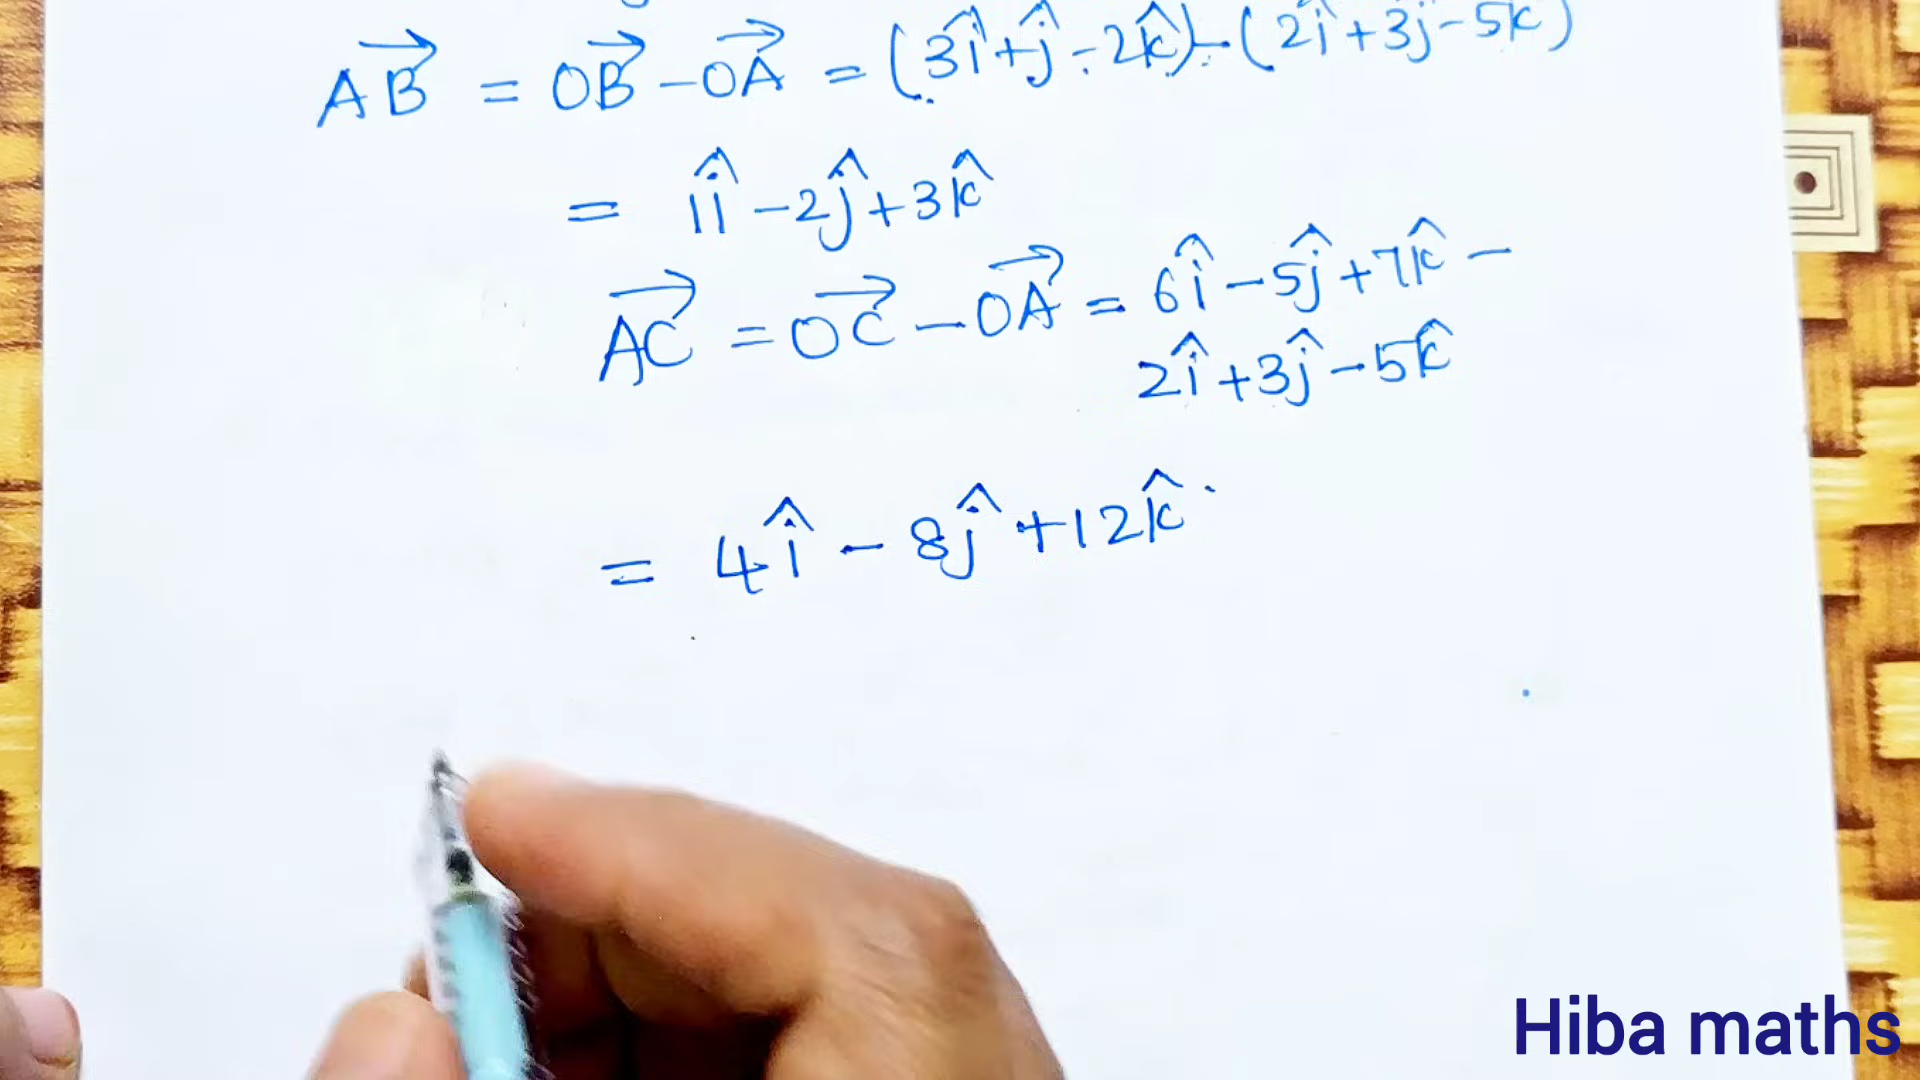 AB⃗ = OB⃗ - OA⃗ = (3î + ĵ - 2k̂) - (2î + 3ĵ - 5k̂)
= 1î - 2ĵ + 3k̂
AC⃗ = OC⃗ - OA⃗ = 6î - 5ĵ + 7k̂ -
2î + 3ĵ - 5k̂
= 4î - 8ĵ + 12k̂
Hiba maths